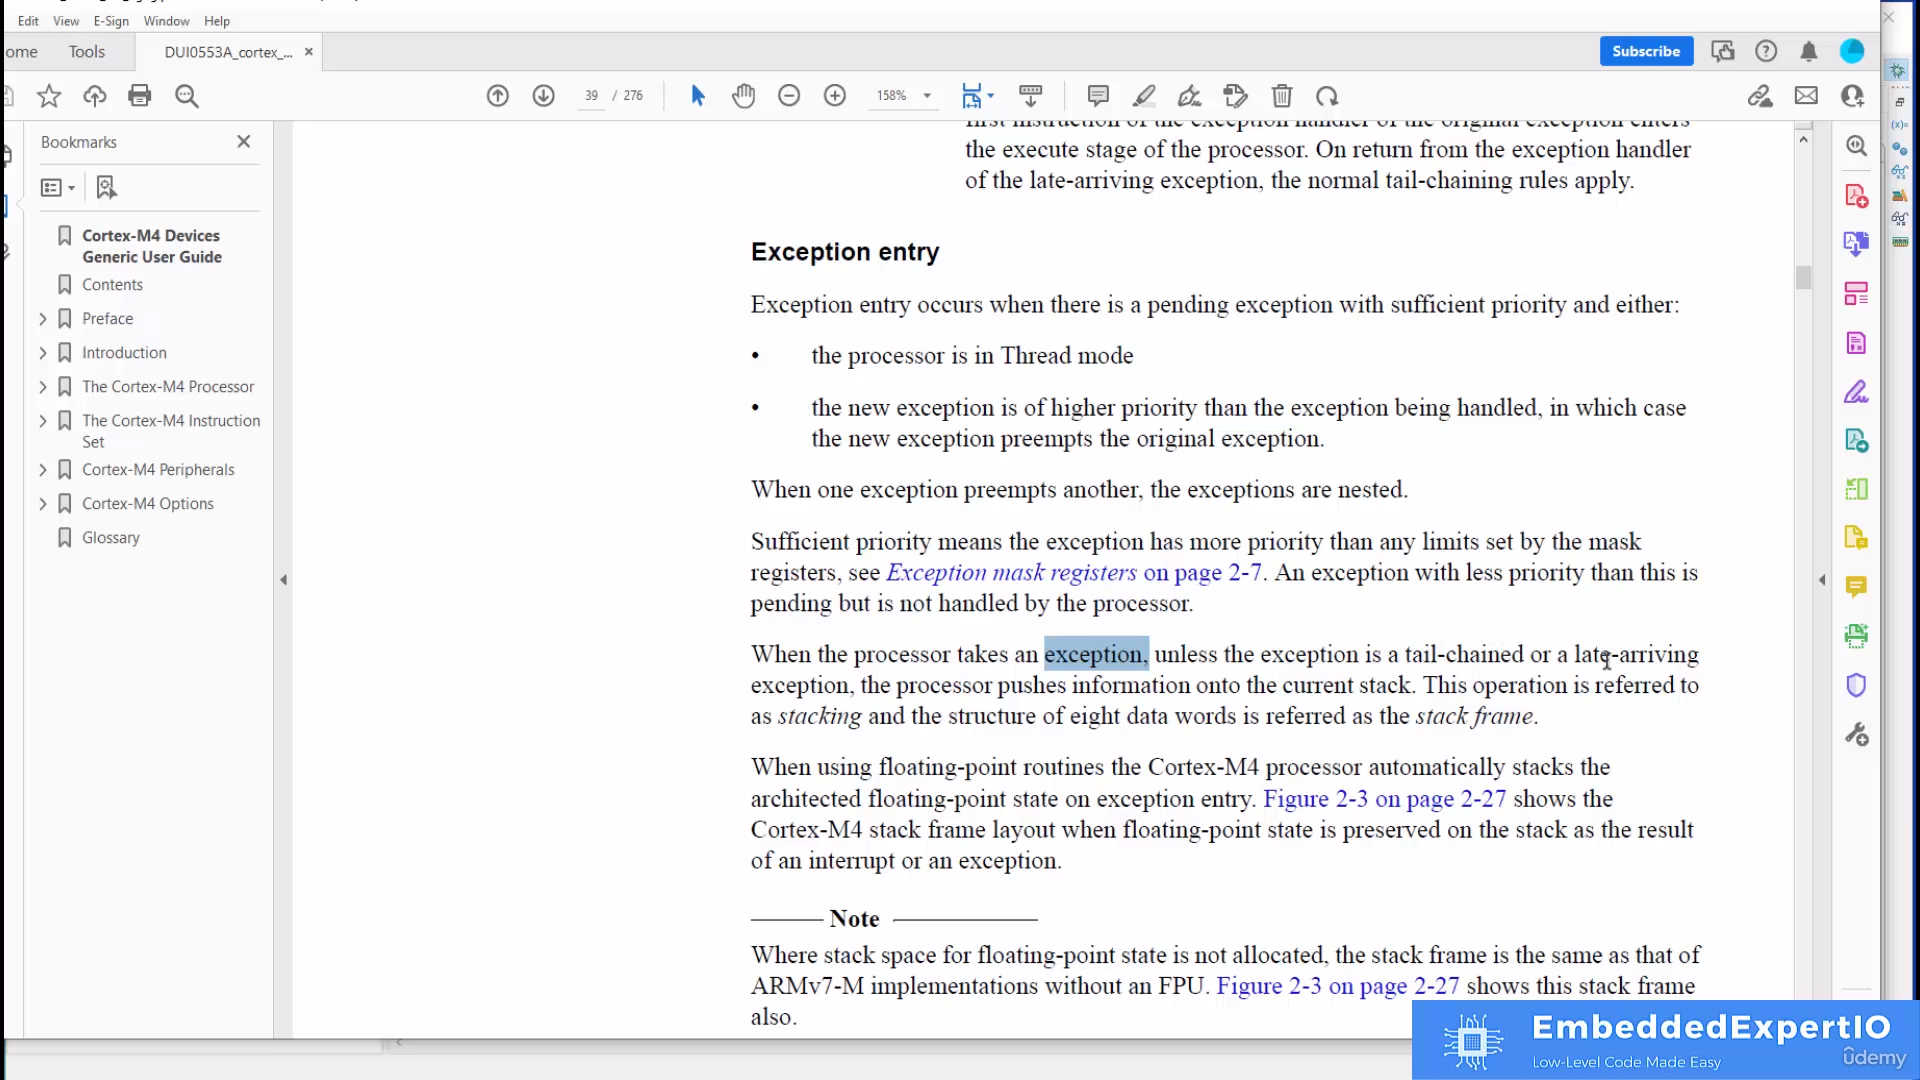 Edit View E-Sign Window Help
ome Tools DUI0553A_cortex_... × Subscribe
39 / 276 158%
Bookmarks
Cortex-M4 Devices
Generic User Guide
Contents
Preface
Introduction
The Cortex-M4 Processor
The Cortex-M4 Instruction
Set
Cortex-M4 Peripherals
Cortex-M4 Options
Glossary
first instruction of the exception handler of the original exception enters
the execute stage of the processor. On return from the exception handler
of the late-arriving exception, the normal tail-chaining rules apply.
Exception entry
Exception entry occurs when there is a pending exception with sufficient priority and either:
• the processor is in Thread mode
• the new exception is of higher priority than the exception being handled, in which case
the new exception preempts the original exception.
When one exception preempts another, the exceptions are nested.
Sufficient priority means the exception has more priority than any limits set by the mask
registers, see Exception mask registers on page 2-7. An exception with less priority than this is
pending but is not handled by the processor.
When the processor takes an exception, unless the exception is a tail-chained or a late-arriving
exception, the processor pushes information onto the current stack. This operation is referred to
as stacking and the structure of eight data words is referred as the stack frame.
When using floating-point routines the Cortex-M4 processor automatically stacks the
architected floating-point state on exception entry. Figure 2-3 on page 2-27 shows the
Cortex-M4 stack frame layout when floating-point state is preserved on the stack as the result
of an interrupt or an exception.
Note
Where stack space for floating-point state is not allocated, the stack frame is the same as that of
ARMv7-M implementations without an FPU. Figure 2-3 on page 2-27 shows this stack frame
also.
EmbeddedExpertIO
Low-Level Code Made Easy
ûdemy